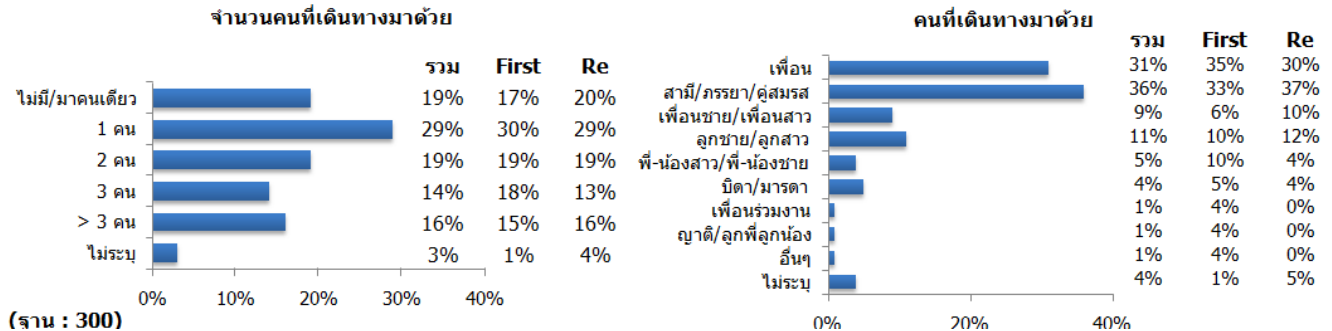 จำนวนคนที่เดินทางมาด้วย
รวม First Re
ไม่มี/มาคนเดียว 19% 17% 20%
1 คน 29% 30% 29%
2 คน 19% 19% 19%
3 คน 14% 18% 13%
> 3 คน 16% 15% 16%
ไม่ระบุ 3% 1% 4%
0% 10% 20% 30% 40%
(ฐาน : 300)
คนที่เดินทางมาด้วย
รวม First Re
เพื่อน 31% 35% 30%
สามี/ภรรยา/คู่สมรส 36% 33% 37%
เพื่อนชาย/เพื่อนสาว 9% 6% 10%
ลูกชาย/ลูกสาว 11% 10% 12%
พี่-น้องสาว/พี่-น้องชาย 5% 10% 4%
บิดา/มารดา 4% 5% 4%
เพื่อนร่วมงาน 1% 4% 0%
ญาติ/ลูกพี่ลูกน้อง 1% 4% 0%
อื่นๆ 1% 4% 0%
ไม่ระบุ 4% 1% 5%
0% 20% 40%